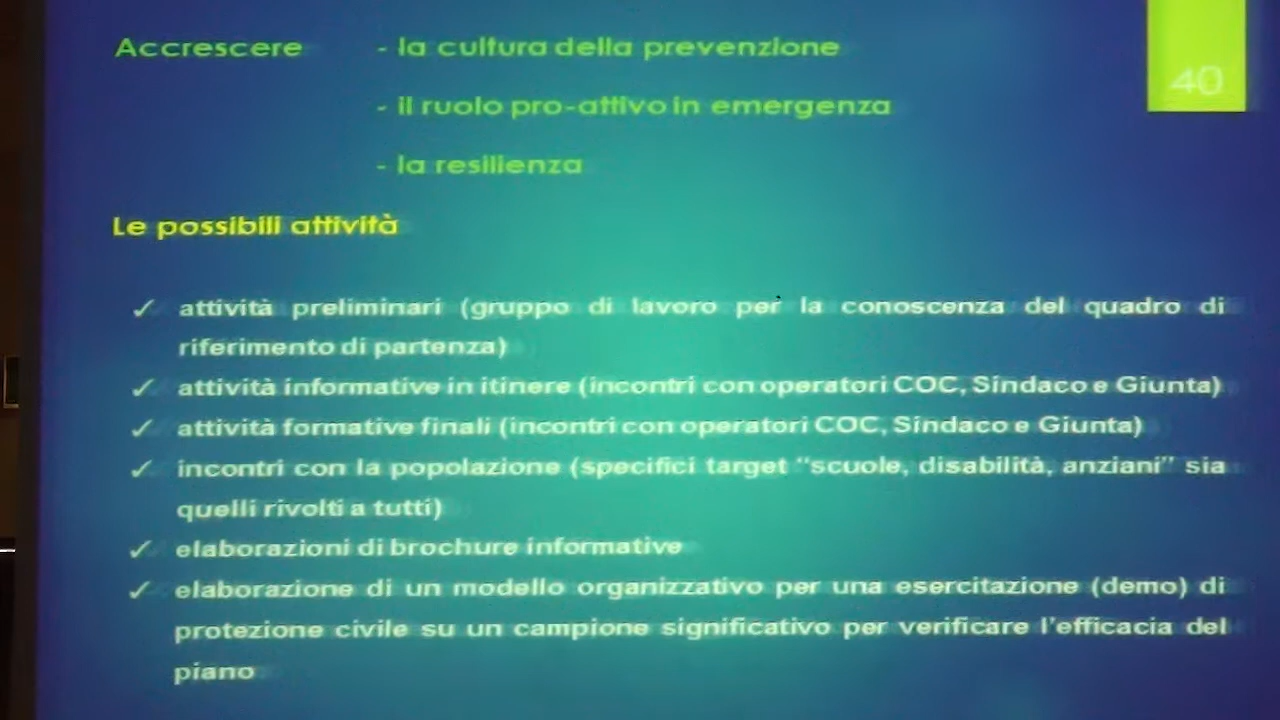 Accrescere - la cultura della prevenzione
40
- il ruolo pro-attivo in emergenza
- la resilienza
Le possibili attività
✓ attività preliminari (gruppo di lavoro per la conoscenza del quadro di
riferimento di partenza)
✓ attività informative in itinere (incontri con operatori COC, Sindaco e Giunta)
✓ attività formative finali (incontri con operatori COC, Sindaco e Giunta)
✓ incontri con la popolazione (specifici target “scuole, disabilità, anziani” sia
quelli rivolti a tutti)
✓ elaborazioni di brochure informative
✓ elaborazione di un modello organizzativo per una esercitazione (demo) di
protezione civile su un campione significativo per verificare l'efficacia del
piano